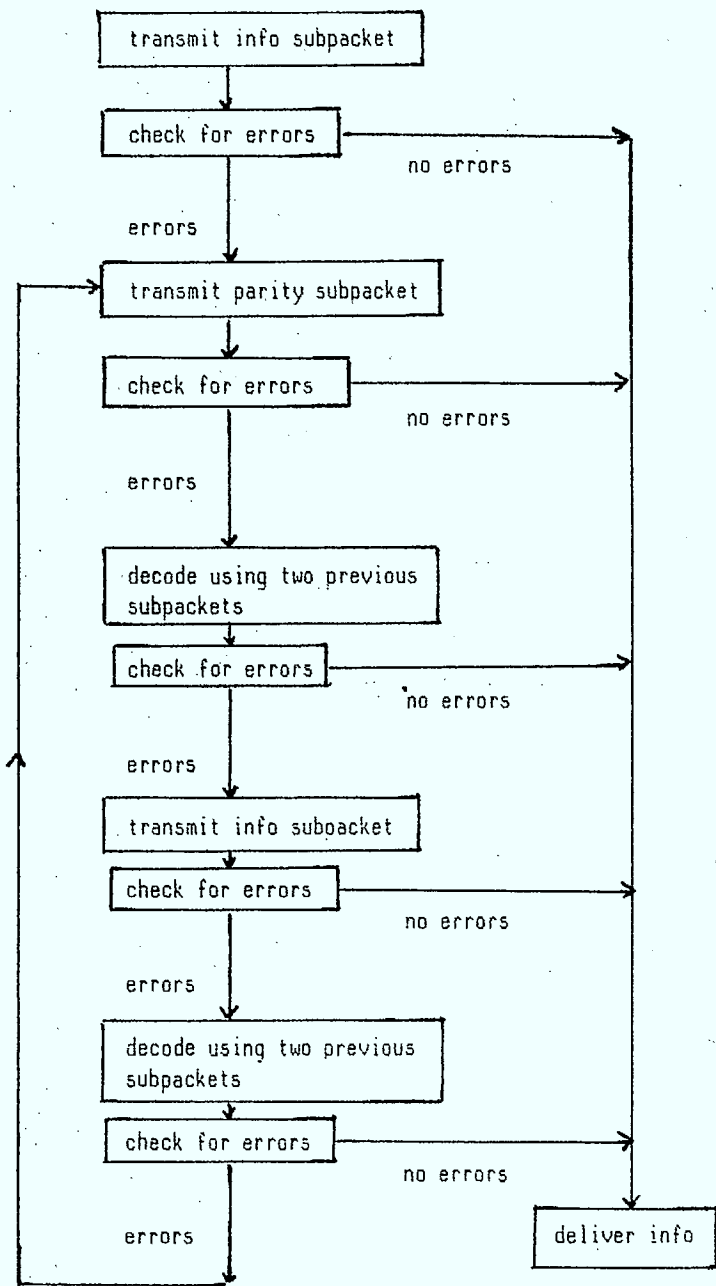 transmit info subpacket
check for errors
no errors
errors
transmit parity subpacket
check for errors
no errors
errors
decode using two previous
subpackets
check for errors
no errors
errors
transmit info subpacket
check for errors
no errors
errors
decode using two previous
subpackets
check for errors
no errors
errors
deliver info